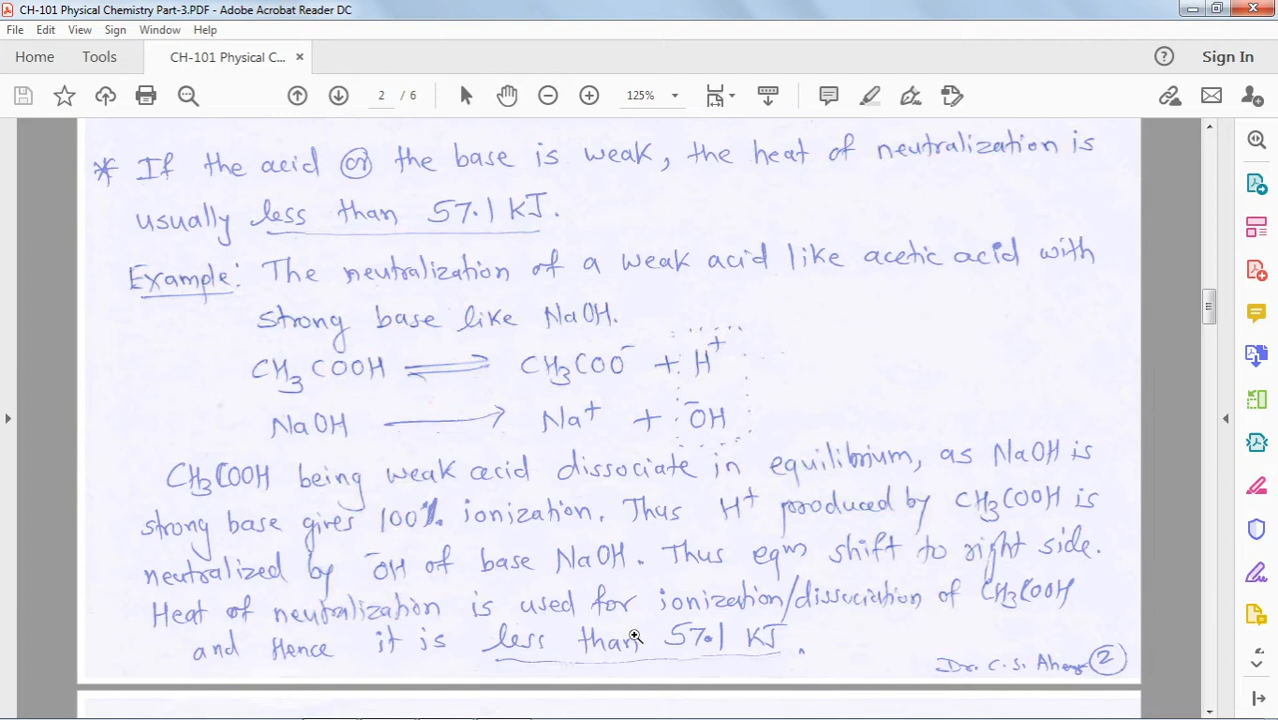 CH-101 Physical Chemistry Part-3.PDF - Adobe Acrobat Reader DC
File Edit View Sign Window Help
Home Tools CH-101 Physical C... × Sign In
2 / 6 125%
* If the acid or the base is weak, the heat of neutralization is
usually less than 57.1 KJ.
Example: The neutralization of a weak acid like acetic acid with
strong base like NaOH.
CH₃COOH ⇌ CH₃COO⁻ + H⁺
NaOH ⟶ Na⁺ + ⁻OH
CH₃COOH being weak acid dissociate in equilibrium, as NaOH is
strong base gives 100% ionization. Thus H⁺ produced by CH₃COOH is
neutralized by ⁻OH of base NaOH. Thus eqm shift to right side.
Heat of neutralization is used for ionization/dissociation of CH₃COOH
and Hence it is less than 57.1 KJ.
Dr. C. S. 2